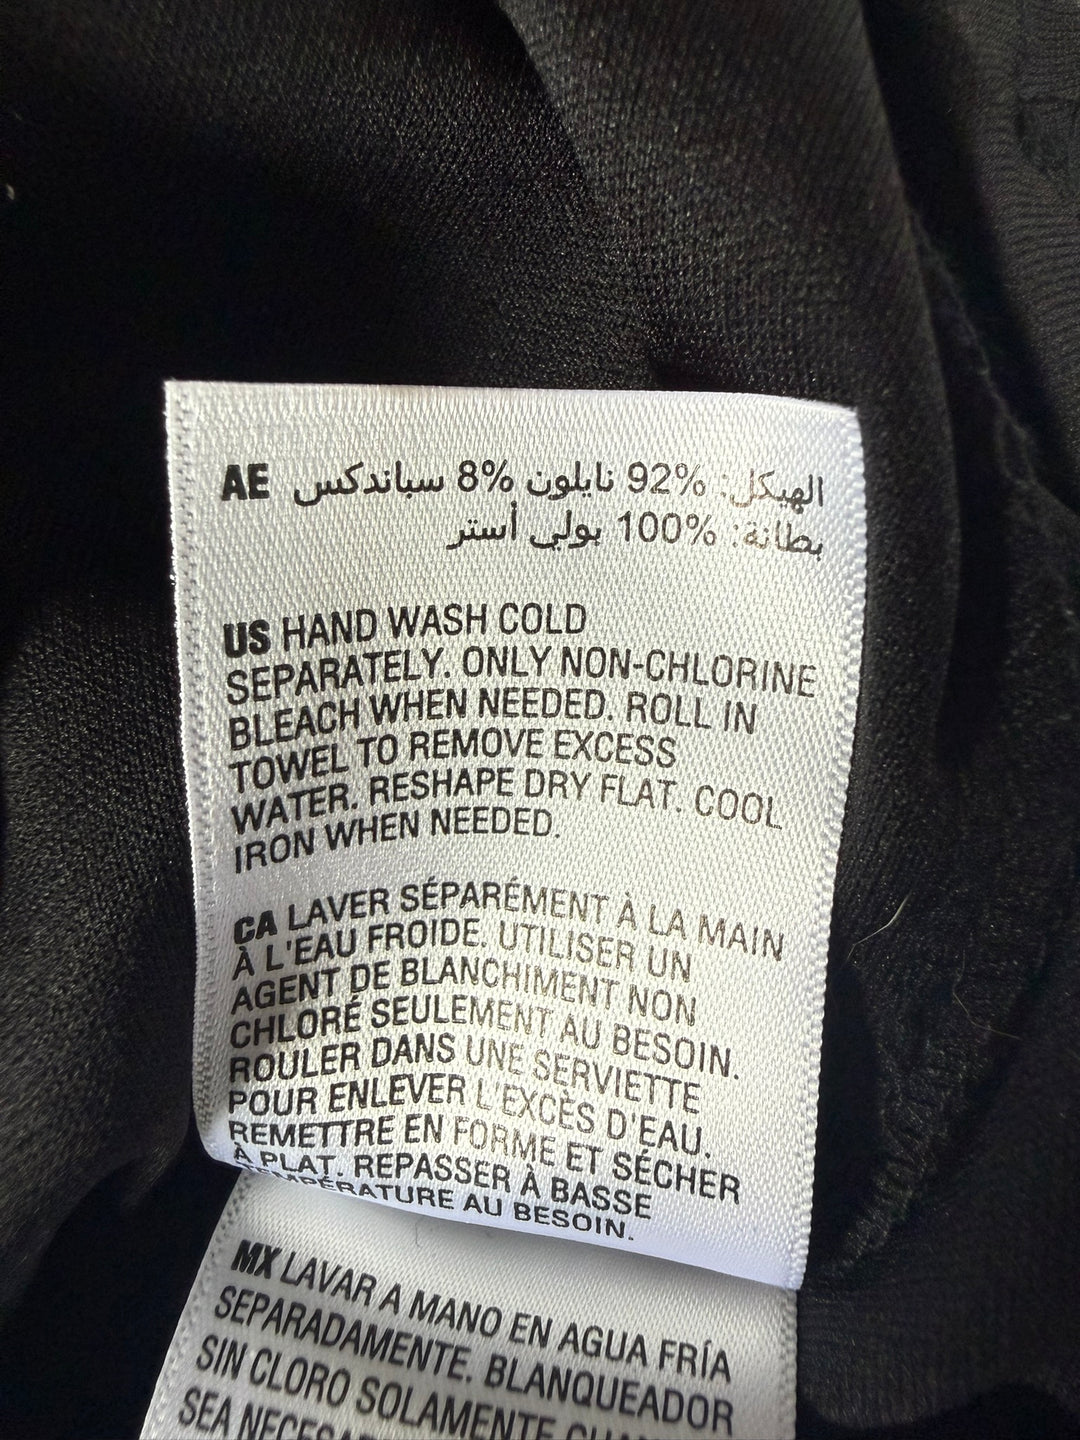 AE الهيكل: 92% نايلون 8% سباندكس
بطانة: 100% بولي أستر
US HAND WASH COLD
SEPARATELY. ONLY NON-CHLORINE
BLEACH WHEN NEEDED. ROLL IN
TOWEL TO REMOVE EXCESS
WATER. RESHAPE DRY FLAT. COOL
IRON WHEN NEEDED.
CA LAVER SÉPARÉMENT À LA MAIN
À L'EAU FROIDE. UTILISER UN
AGENT DE BLANCHIMENT NON
CHLORÉ SEULEMENT AU BESOIN.
ROULER DANS UNE SERVIETTE
POUR ENLEVER L'EXCÈS D'EAU.
REMETTRE EN FORME ET SÉCHER
À PLAT. REPASSER À BASSE
TEMPÉRATURE AU BESOIN.
MX LAVAR A MANO EN AGUA FRÍA
SEPARADAMENTE. BLANQUEADOR
SIN CLORO SOLAMENTE
SEA